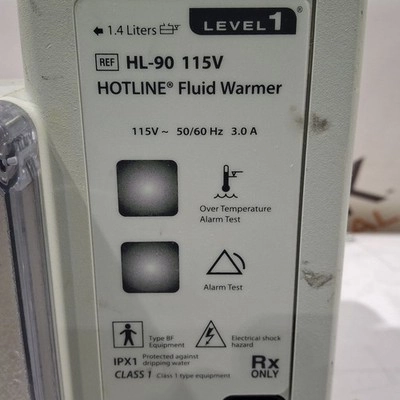 1.4 Liters
LEVEL 1®
REF HL-90 115V
HOTLINE® Fluid Warmer
115V ~ 50/60 Hz 3.0 A
Over Temperature
Alarm Test
Alarm Test
Type BF
Equipment
Electrical shock
hazard
IPX1 Protected against
dripping water
CLASS 1 Class 1 type equipment
Rx
ONLY